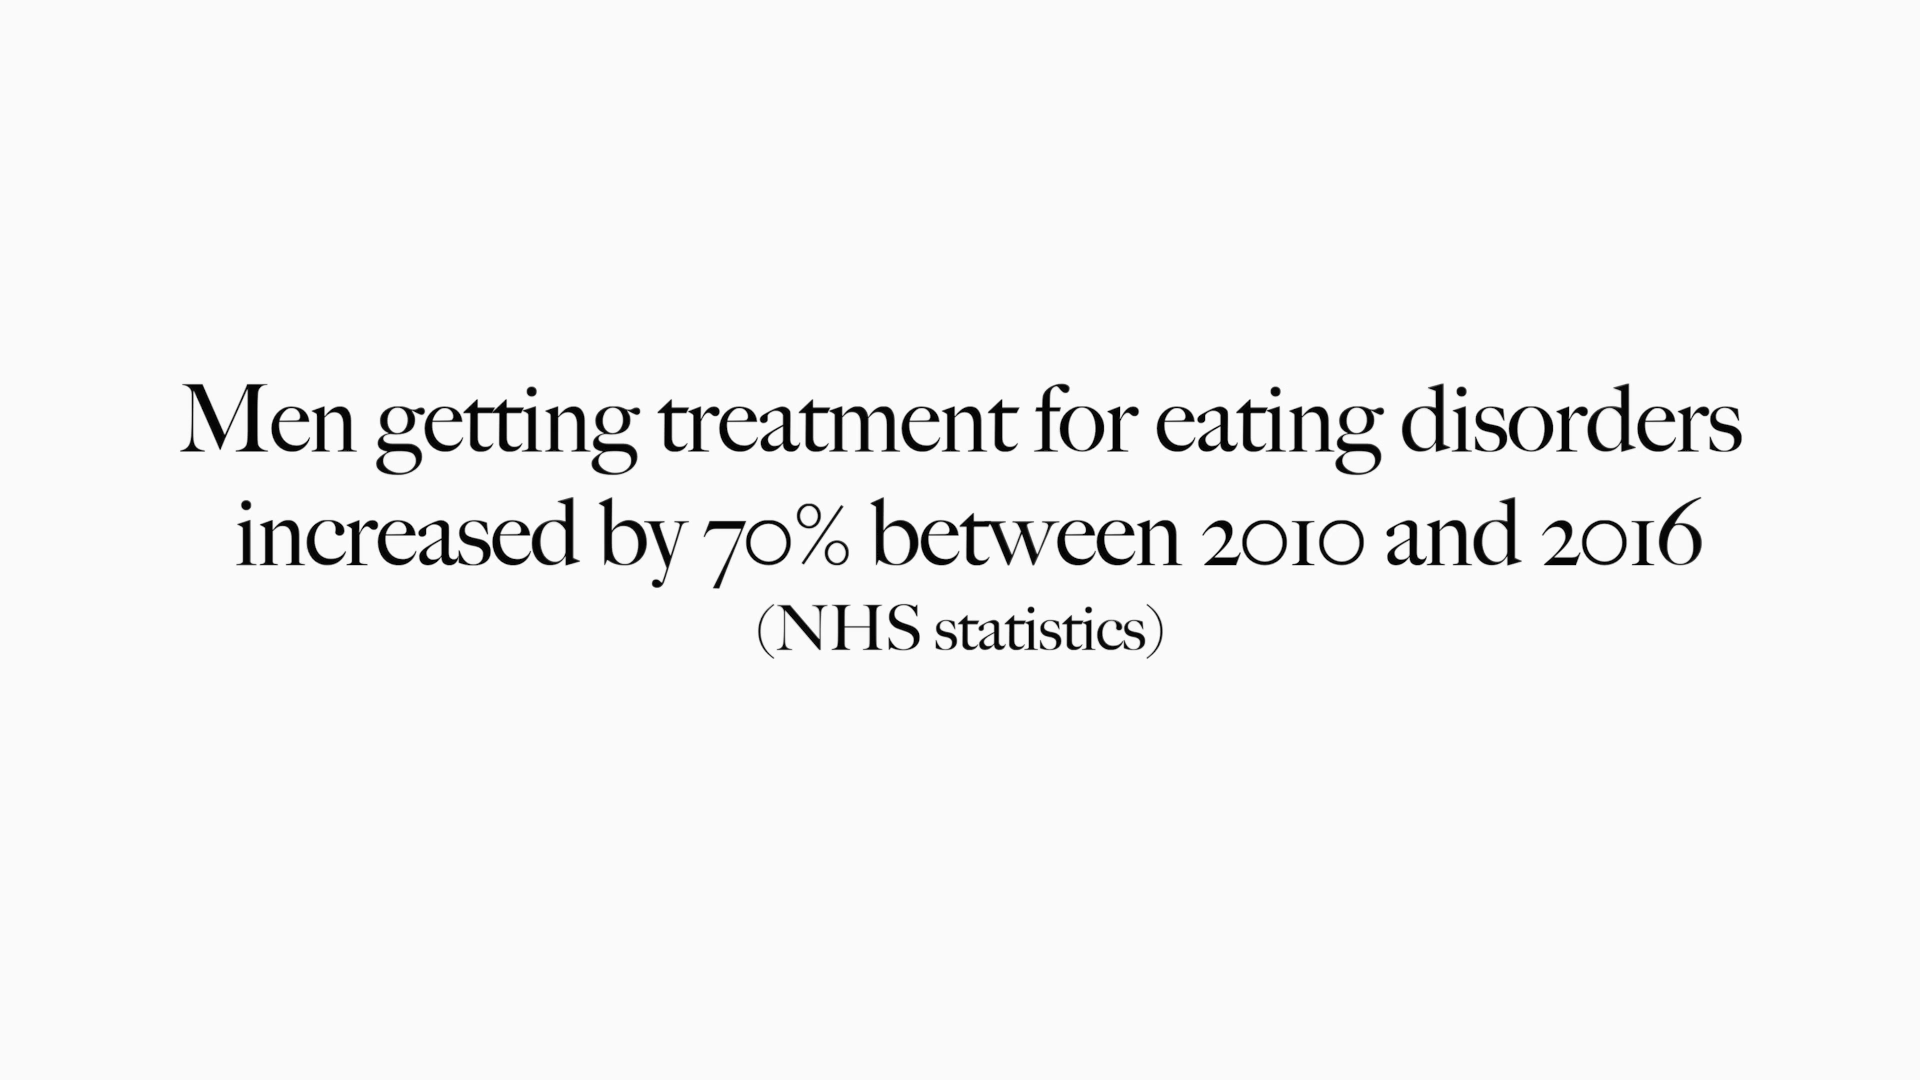 Men getting treatment for eating disorders
increased by 70% between 2010 and 2016
(NHS statistics)